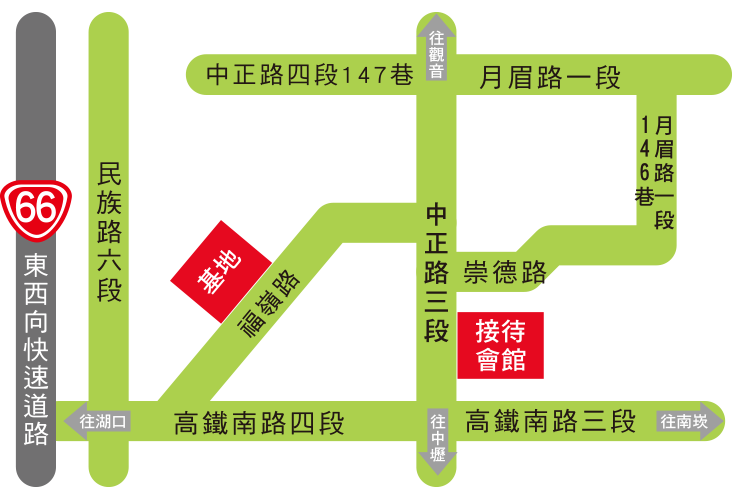 往觀音
中正路四段147巷
月眉路一段
月眉路一段
146巷
民族路六段
66
東西向快速道路
中正路三段
基地
福嶺路
崇德路
接待
會館
往湖口
高鐵南路四段
往中壢
高鐵南路三段
往南崁